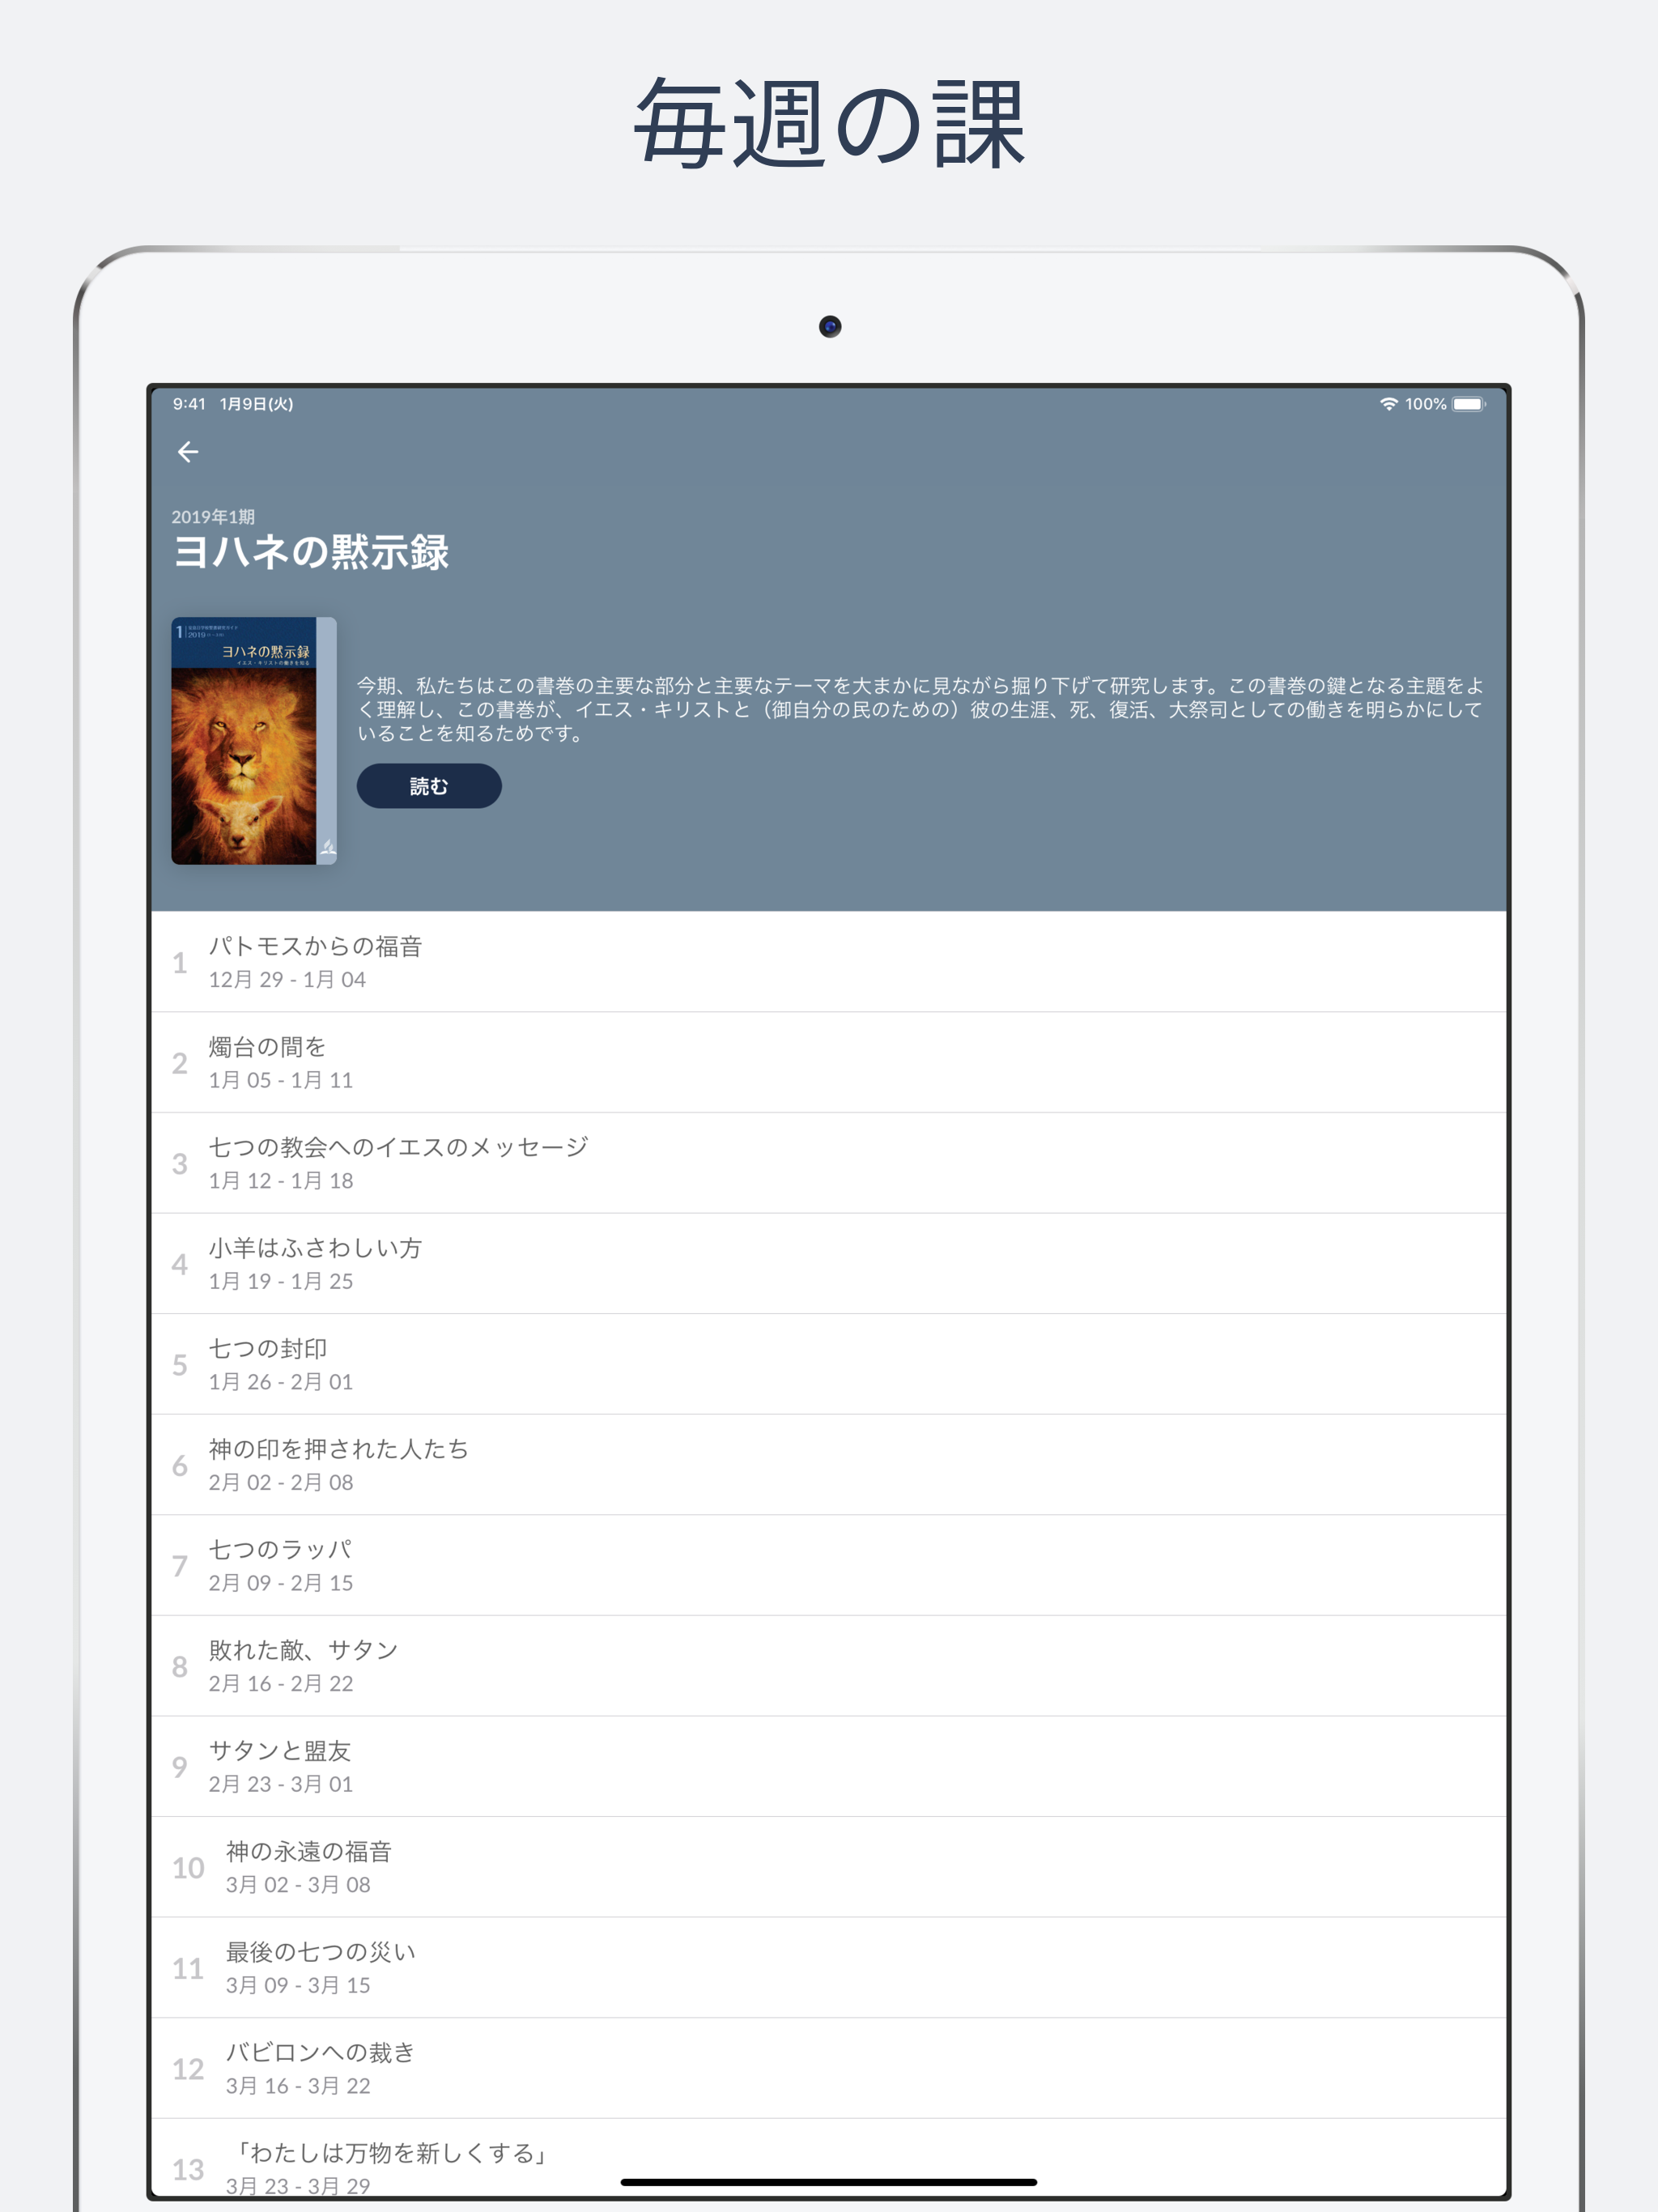 毎週の課
9:41 1月9日(火) 100%
2019年1期
ヨハネの黙示録
1
2019
ヨハネの黙示録
イエス・キリストの働きを知る
今期、私たちはこの書巻の主要な部分と主要なテーマを大まかに見ながら掘り下げて研究します。この書巻の鍵となる主題をよ
く理解し、この書巻が、イエス・キリストと（御自分の民のための）彼の生涯、死、復活、大祭司としての働きを明らかにして
いることを知るためです。
読む
1 パトモスからの福音
12月 29 - 1月 04
2 燭台の間を
1月 05 - 1月 11
3 七つの教会へのイエスのメッセージ
1月 12 - 1月 18
4 小羊はふさわしい方
1月 19 - 1月 25
5 七つの封印
1月 26 - 2月 01
6 神の印を押された人たち
2月 02 - 2月 08
7 七つのラッパ
2月 09 - 2月 15
8 敗れた敵、サタン
2月 16 - 2月 22
9 サタンと盟友
2月 23 - 3月 01
10 神の永遠の福音
3月 02 - 3月 08
11 最後の七つの災い
3月 09 - 3月 15
12 バビロンへの裁き
3月 16 - 3月 22
13 「わたしは万物を新しくする」
3月 23 - 3月 29